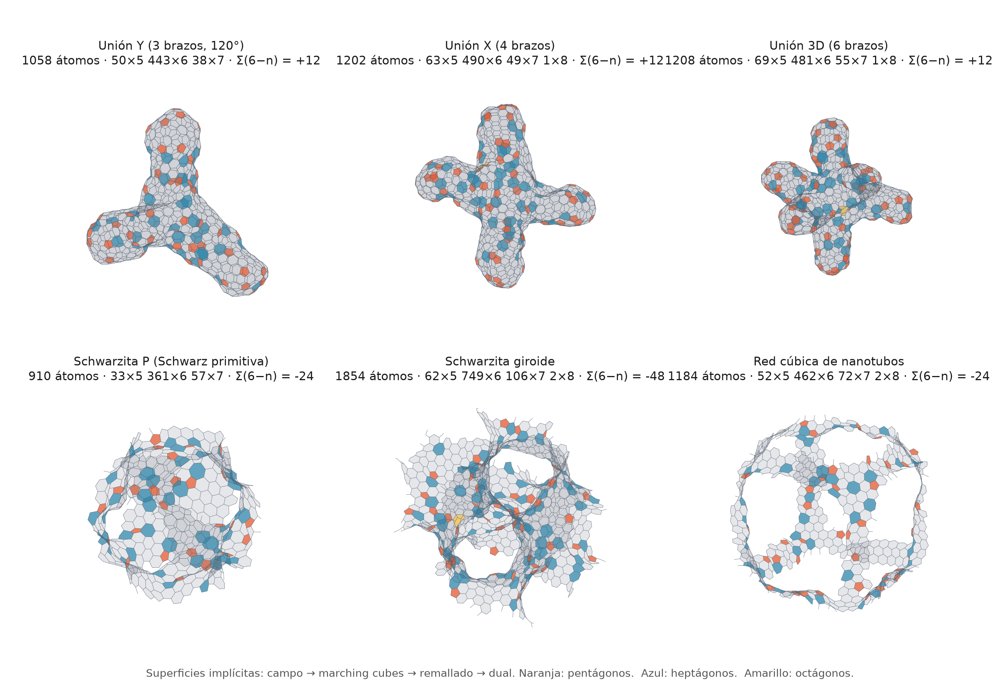 Unión Y (3 brazos, 120°)
1058 átomos · 50×5 443×6 38×7 · Σ(6−n) = +12
Unión X (4 brazos)
1202 átomos · 63×5 490×6 49×7 1×8 · Σ(6−n) = +12
Unión 3D (6 brazos)
1208 átomos · 69×5 481×6 55×7 1×8 · Σ(6−n) = +12
Schwarzita P (Schwarz primitiva)
910 átomos · 33×5 361×6 57×7 · Σ(6−n) = -24
Schwarzita giroide
1854 átomos · 62×5 749×6 106×7 2×8 · Σ(6−n) = -48
Red cúbica de nanotubos
1184 átomos · 52×5 462×6 72×7 2×8 · Σ(6−n) = -24
Superficies implícitas: campo → marching cubes → remallado → dual. Naranja: pentágonos. Azul: heptágonos. Amarillo: octágonos.